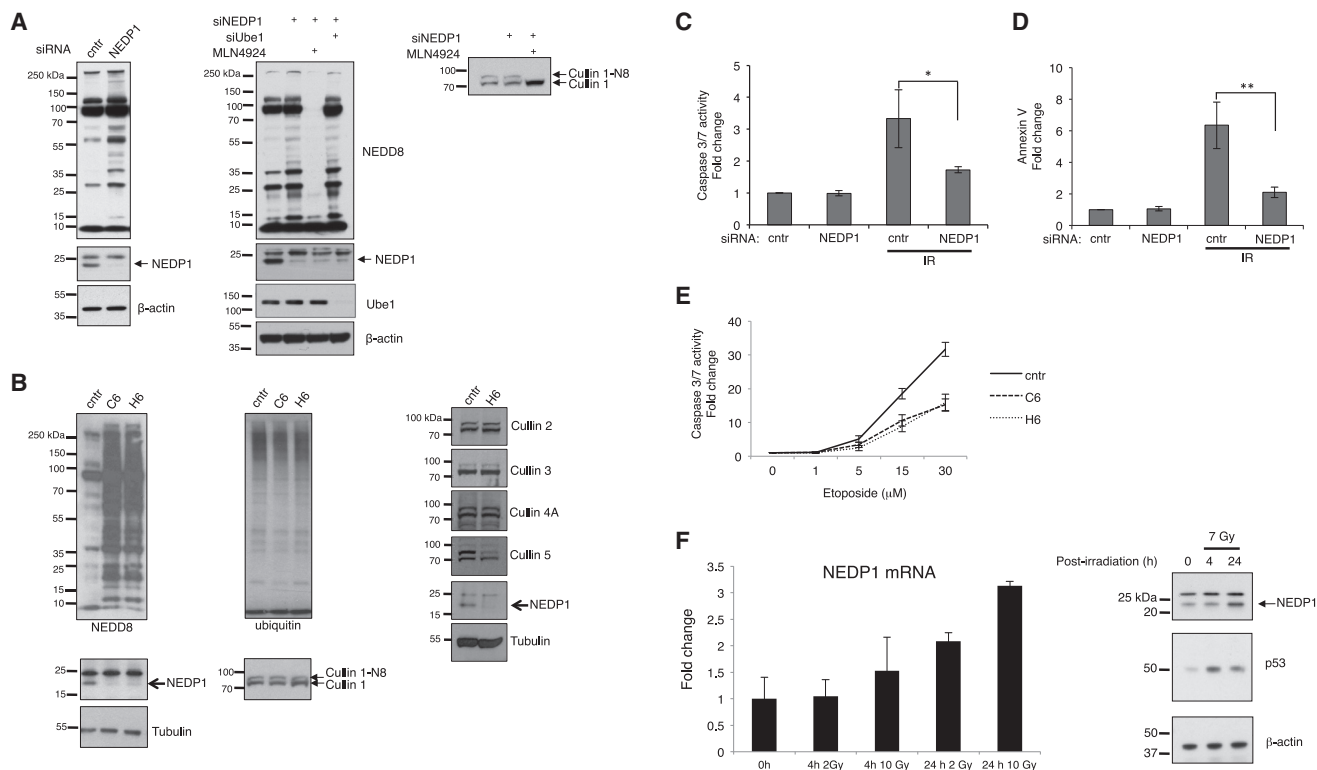 A
siRNA
cntr
NEDP1
250 kDa
150
100
70
55
35
25
15
10
25
15
NEDP1
55
35
β-actin
siNEDP1 + + +
siUbe1 +
MLN4924 +
250 kDa
150
100
70
55
35
25
15
10
NEDD8
25
15
NEDP1
150
100
Ube1
55
35
β-actin
siNEDP1 + +
MLN4924 +
100
70
Cullin 1-N8
Cullin 1
B
cntr
C6
H6
250 kDa
150
100
70
55
35
25
15
10
NEDD8
25
15
NEDP1
55
Tubulin
cntr
C6
H6
ubiquitin
100
70
Cullin 1-N8
Cullin 1
cntr
H6
100 kDa
70
Cullin 2
100
70
Cullin 3
100
70
Cullin 4A
100
70
Cullin 5
25
15
NEDP1
55
Tubulin
C
Caspase 3/7 activity
Fold change
5
4
3
2
1
0
*
siRNA: cntr NEDP1 cntr NEDP1
IR
D
Annexin V
Fold change
10
8
6
4
2
0
**
siRNA: cntr NEDP1 cntr NEDP1
IR
E
Caspase 3/7 activity
Fold change
40
30
20
10
0
0 1 5 15 30
Etoposide (μM)
cntr
C6
H6
F
NEDP1 mRNA
Fold change
3.5
3
2.5
2
1.5
1
0.5
0
0h 4h 2Gy 4h 10 Gy 24 h 2 Gy 24 h 10 Gy
7 Gy
Post-irradiation (h) 0 4 24
25 kDa
20
NEDP1
50
p53
50
37
β-actin